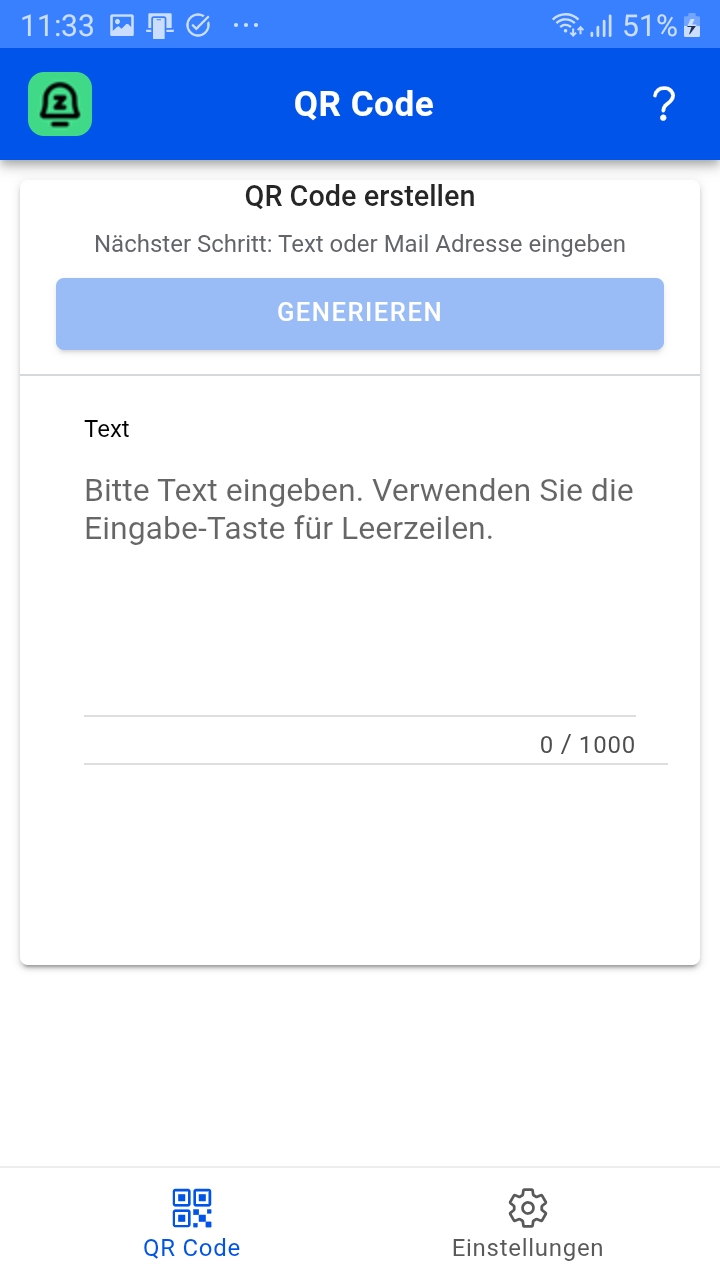 11:33
51%
QR Code
?
QR Code erstellen
Nächster Schritt: Text oder Mail Adresse eingeben
GENERIEREN
Text
Bitte Text eingeben. Verwenden Sie die
Eingabe-Taste für Leerzeilen.
0 / 1000
QR Code
Einstellungen